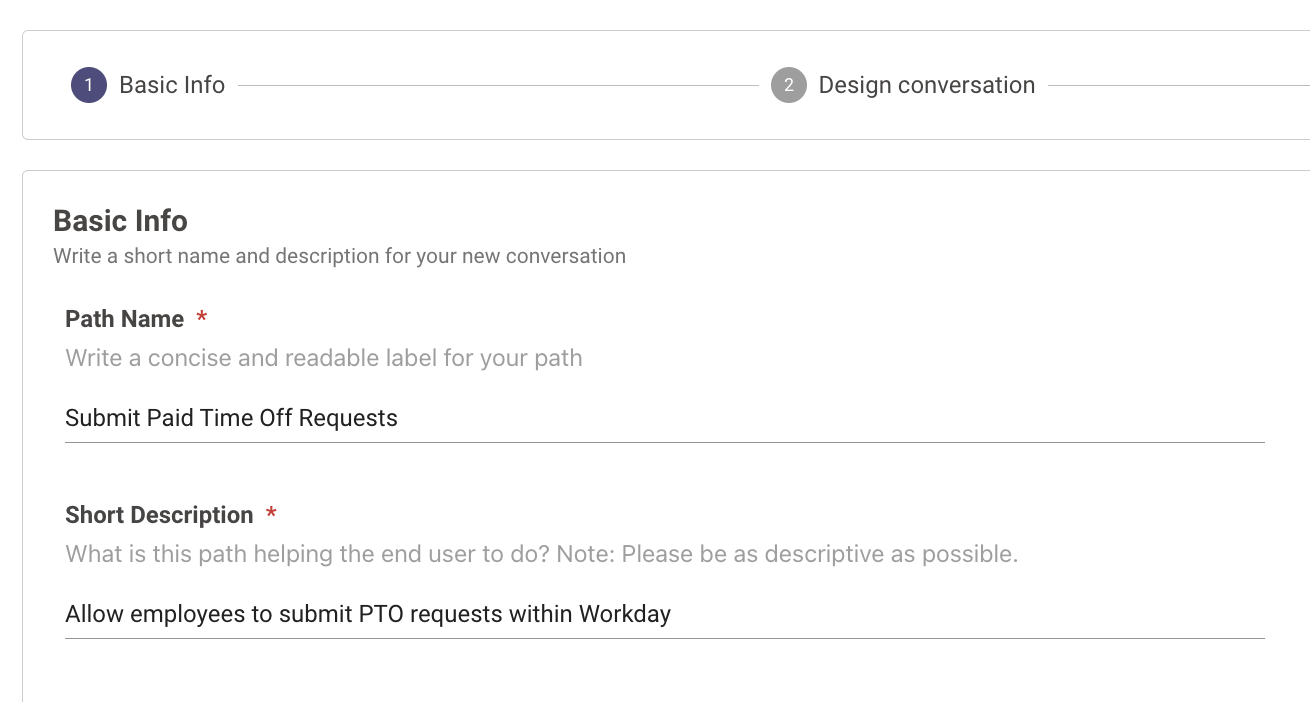 1 Basic Info
2 Design conversation
Basic Info
Write a short name and description for your new conversation
Path Name *
Write a concise and readable label for your path
Submit Paid Time Off Requests
Short Description *
What is this path helping the end user to do? Note: Please be as descriptive as possible.
Allow employees to submit PTO requests within Workday